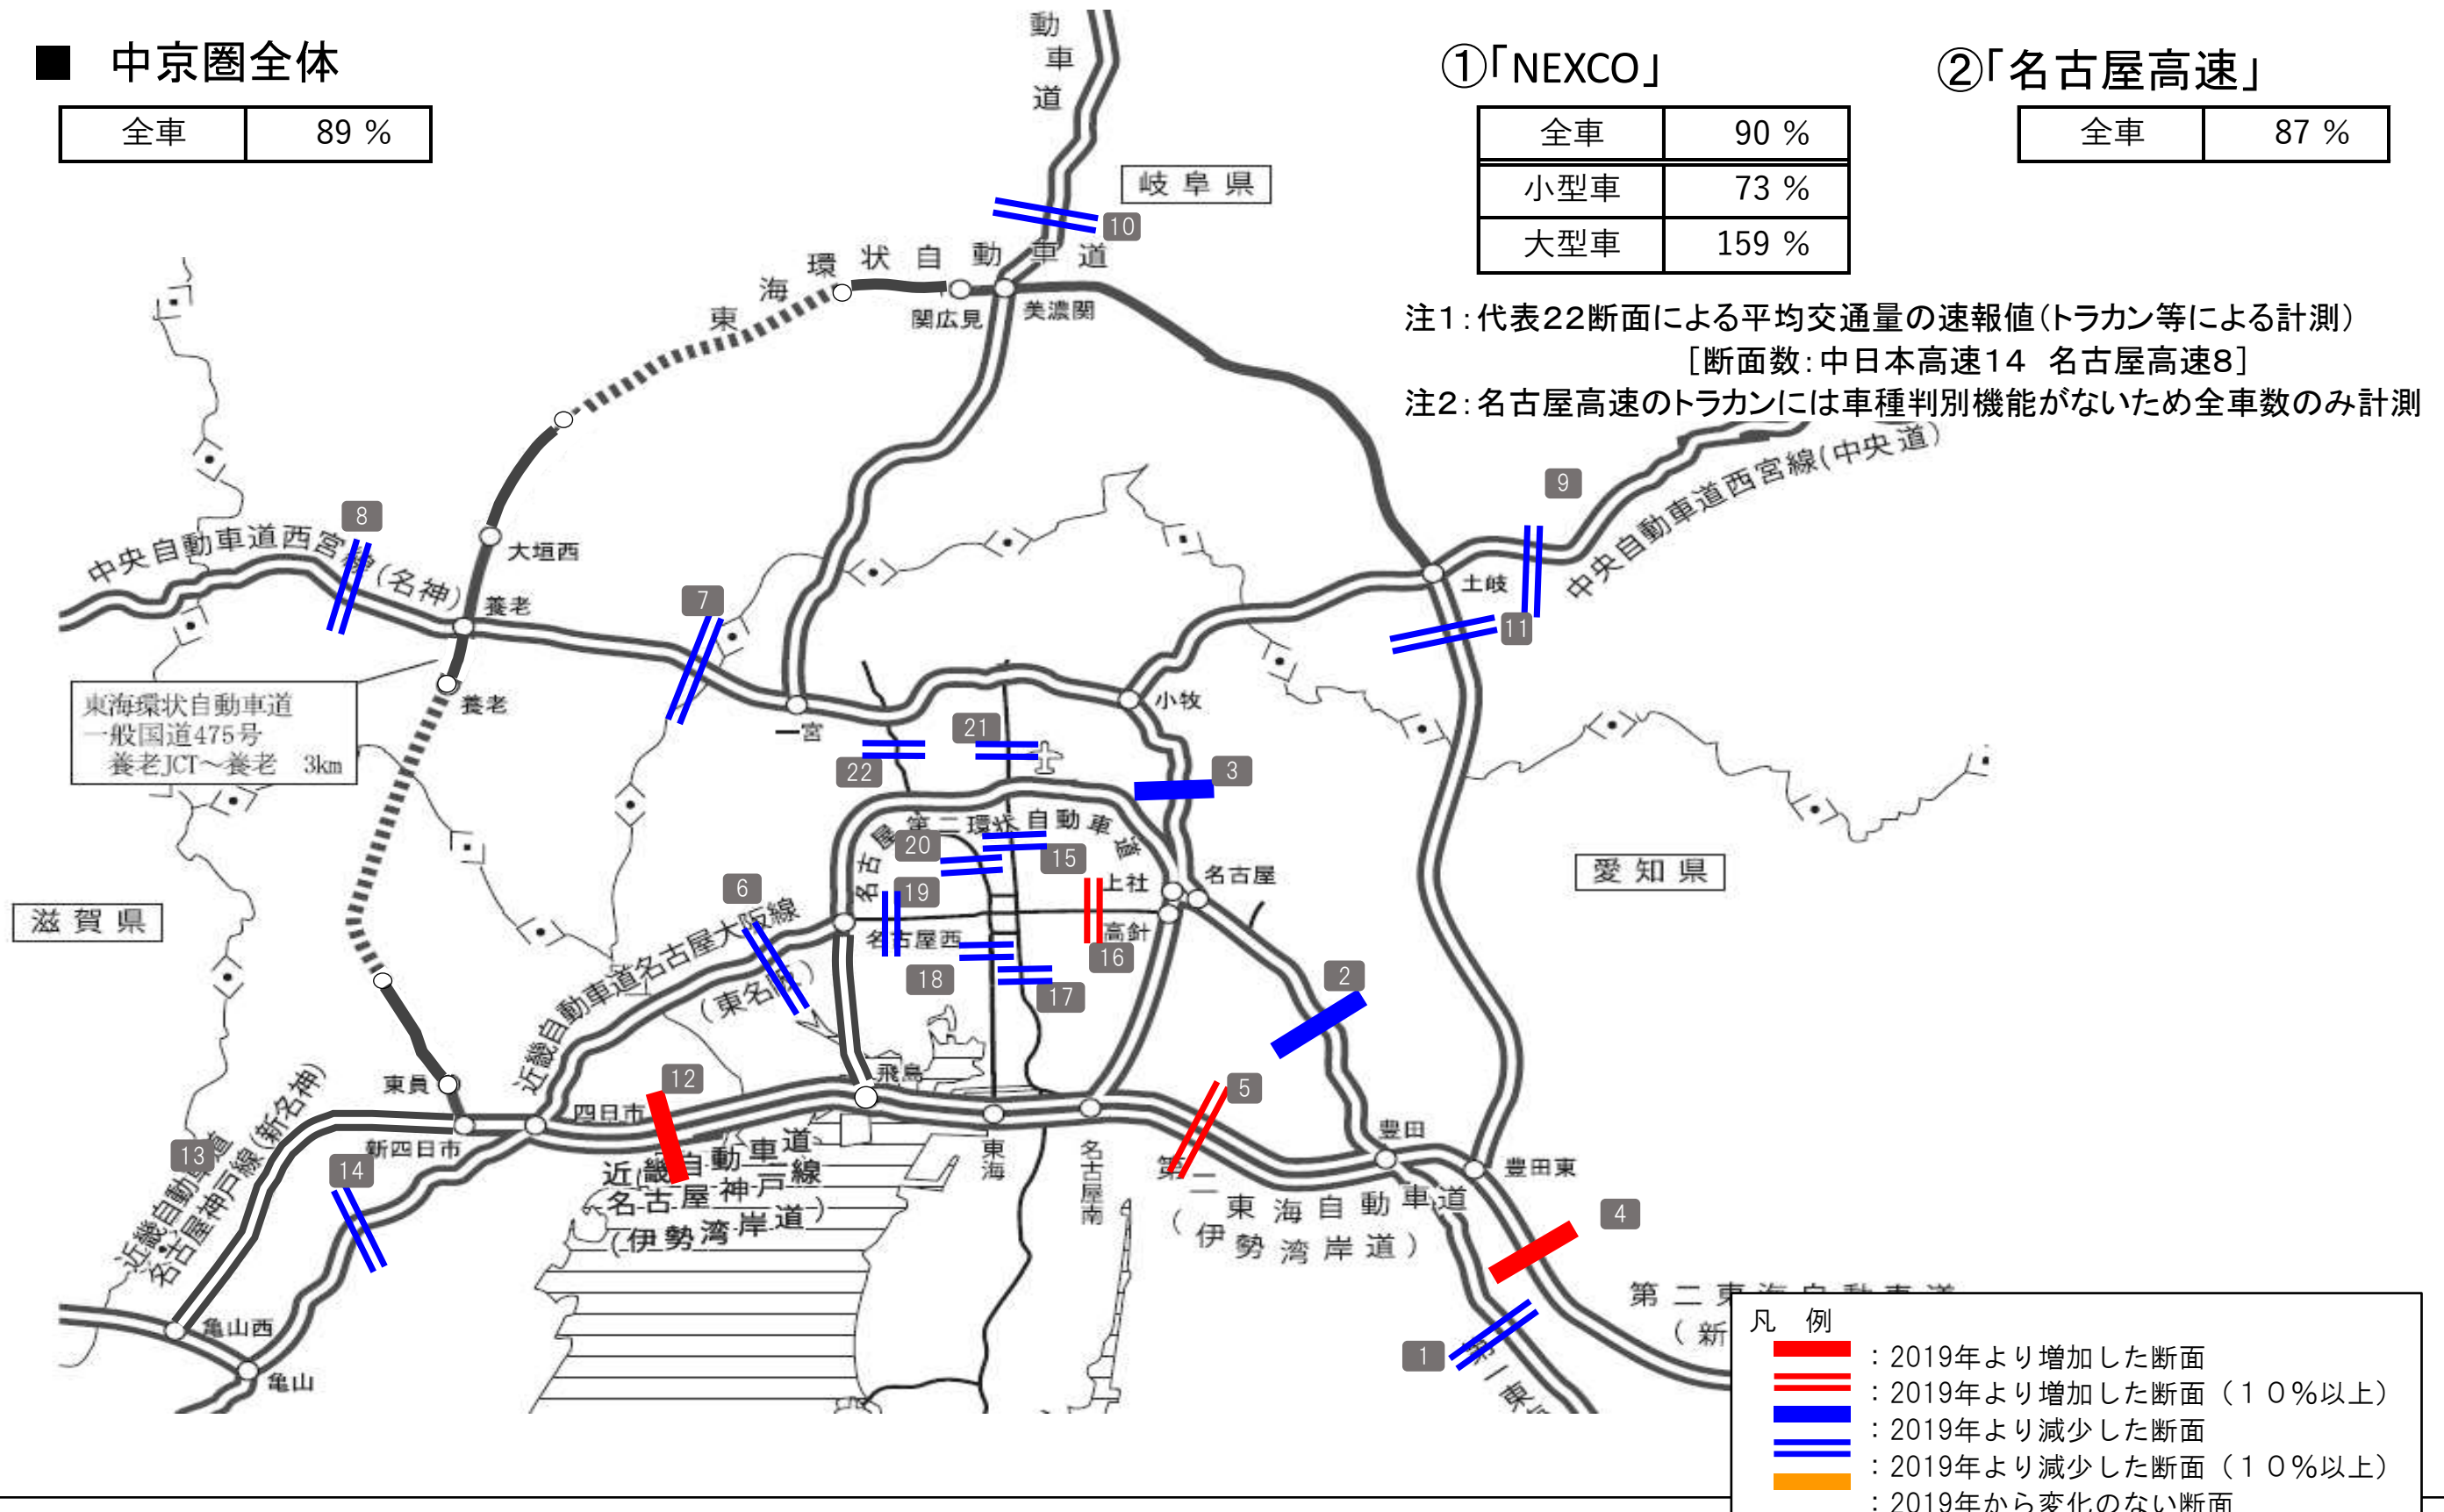 ■ 中京圏全体
全車 89 %
①「NEXCO」
全車 90 %
小型車 73 %
大型車 159 %
②「名古屋高速」
全車 87 %
注1:代表22断面による平均交通量の速報値(トラカン等による計測)
[断面数:中日本高速14 名古屋高速8]
注2:名古屋高速のトラカンには車種判別機能がないため全車数のみ計測
動車道
岐阜県
10
東海環状自動車道
関広見
美濃関
中央自動車道西宮線(中央道)
9
8
中央自動車道西宮線(名神)
大垣西
養老
土岐
11
7
東海環状自動車道
一般国道475号
養老JCT～養老 3km
養老
一宮
小牧
21
22
3
名古屋第二環状自動車道
20
15
上社
名古屋
愛知県
滋賀県
6
19
名古屋西
高針
16
18
17
2
近畿自動車道名古屋大阪線
(東名阪)
12
5
飛島
東員
四日市
新四日市
13
14
近畿自動車道
名古屋神戸線(新名神)
近畿自動車道
名古屋神戸線
(伊勢湾岸道)
東海
名古屋南
豊田
豊田東
第二東海自動車道
(伊勢湾岸道)
4
第二東海自動車道
(新
1
第一東
亀山西
亀山
凡 例
:2019年より増加した断面
:2019年より増加した断面(10%以上)
:2019年より減少した断面
:2019年より減少した断面(10%以上)
:2019年から変化のない断面